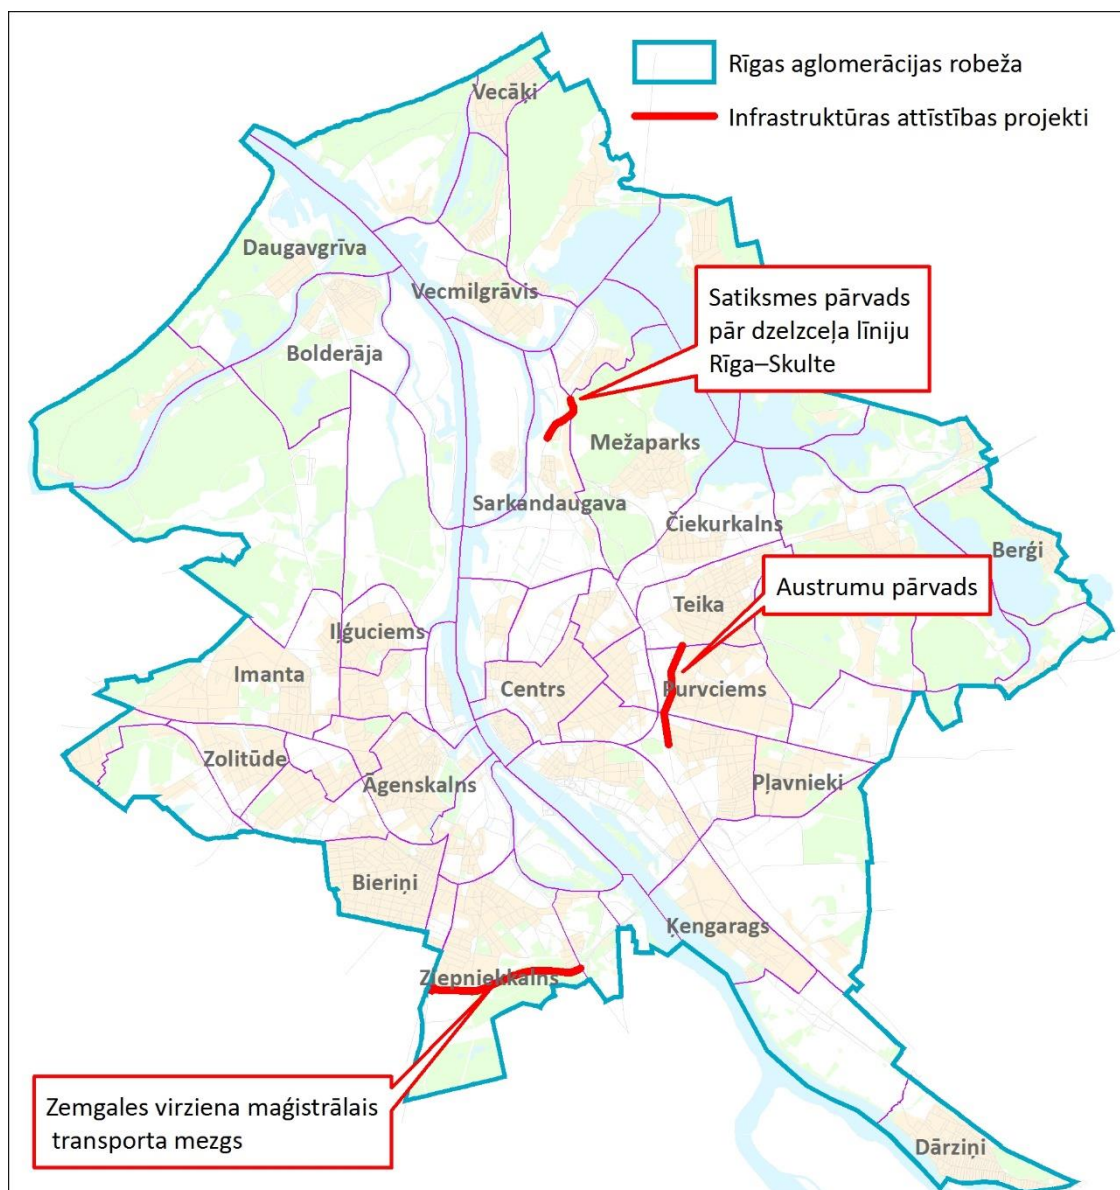 Rīgas aglomerācijas robeža
Infrastruktūras attīstības projekti
Vecāķi
Daugavgrīva
Vecmilgrāvis
Satiksmes pārvads
pār dzelzceļa līniju
Rīga–Skulte
Bolderāja
Mežaparks
Sarkandaugava
Čiekurkalns
Berģi
Austrumu pārvads
Teika
Iļģuciems
Imanta
Centrs
Purvciems
Zolitūde
Āgenskalns
Pļavnieki
Bieriņi
Ķengarags
Ziepniekkalns
Zemgales virziena maģistrālais
transporta mezgs
Dārziņi